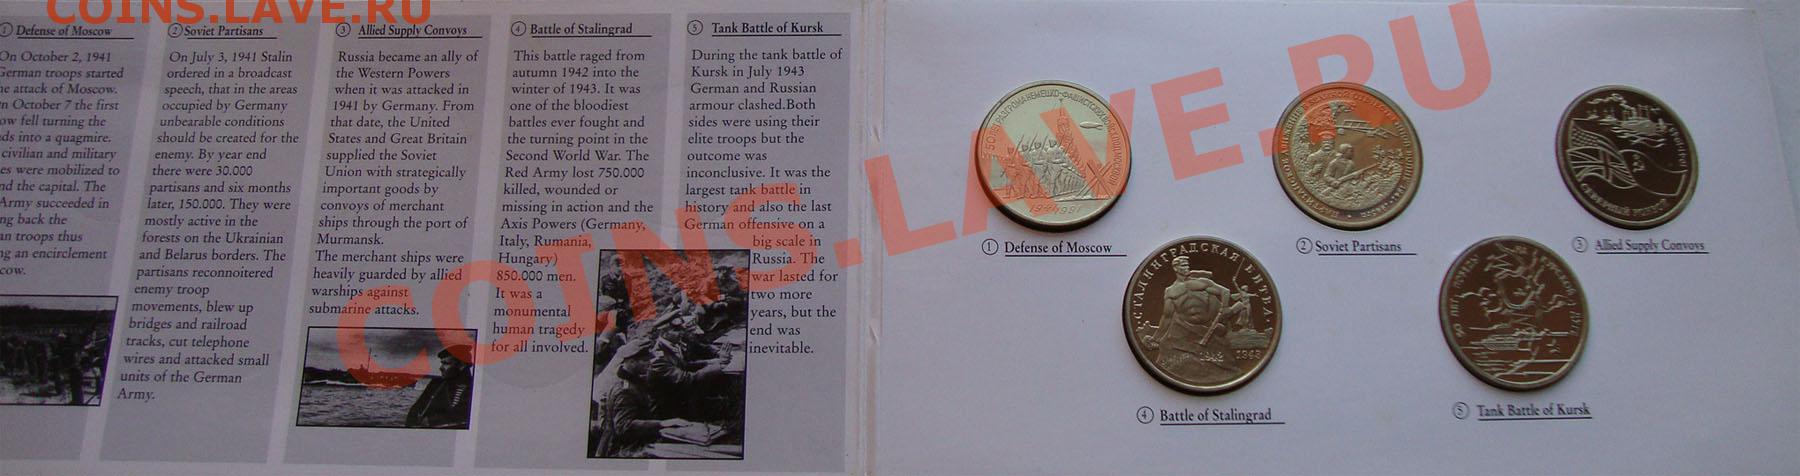 COINS.LAVE.RU
① Defense of Moscow
On October 2, 1941
German troops started
attack of Moscow.
October 7 the first
fell turning the
into a quagmire.
civilian and military
were mobilized to
the capital. The
Army succeeded in
back the
troops thus
an encirclement
② Soviet Partisans
On July 3, 1941 Stalin
ordered in a broadcast
speech, that in the areas
occupied by Germany
unbearable conditions
should be created for the
enemy. By year end
there were 30.000
partisans and six months
later, 150.000. They were
mostly active in the
forests on the Ukrainian
and Belarus borders. The
partisans reconnoitered
enemy troop
movements, blew up
bridges and railroad
tracks, cut telephone
wires and attacked small
units of the German
Army.
③ Allied Supply Convoys
Russia became an ally of
the Western Powers
when it was attacked in
1941 by Germany. From
that date, the United
States and Great Britain
supplied the Soviet
Union with strategically
important goods by
convoys of merchant
ships through the port of
Murmansk.
The merchant ships were
heavily guarded by allied
warships against
submarine attacks.
④ Battle of Stalingrad
This battle raged from
autumn 1942 into the
winter of 1943. It was
one of the bloodiest
battles ever fought and
the turning point in the
Second World War. The
Red Army lost 750.000
killed, wounded or
missing in action and the
Axis Powers (Germany,
Italy, Rumania,
Hungary)
850.000 men.
It was a
monumental
human tragedy
for all involved.
⑤ Tank Battle of Kursk
During the tank battle of
Kursk in July 1943
German and Russian
armour clashed.Both
sides were using their
elite troops but the
outcome was
inconclusive. It was the
largest tank battle in
history and also the last
German offensive on a
big scale in
Russia. The
war lasted for
two more
years, but the
end was
inevitable.
COINS.LAVE.RU
① Defense of Moscow
② Soviet Partisans
③ Allied Supply Convoys
СТАЛИНГРАДСКАЯ БИТВА
1942 1943
④ Battle of Stalingrad
⑤ Tank Battle of Kursk